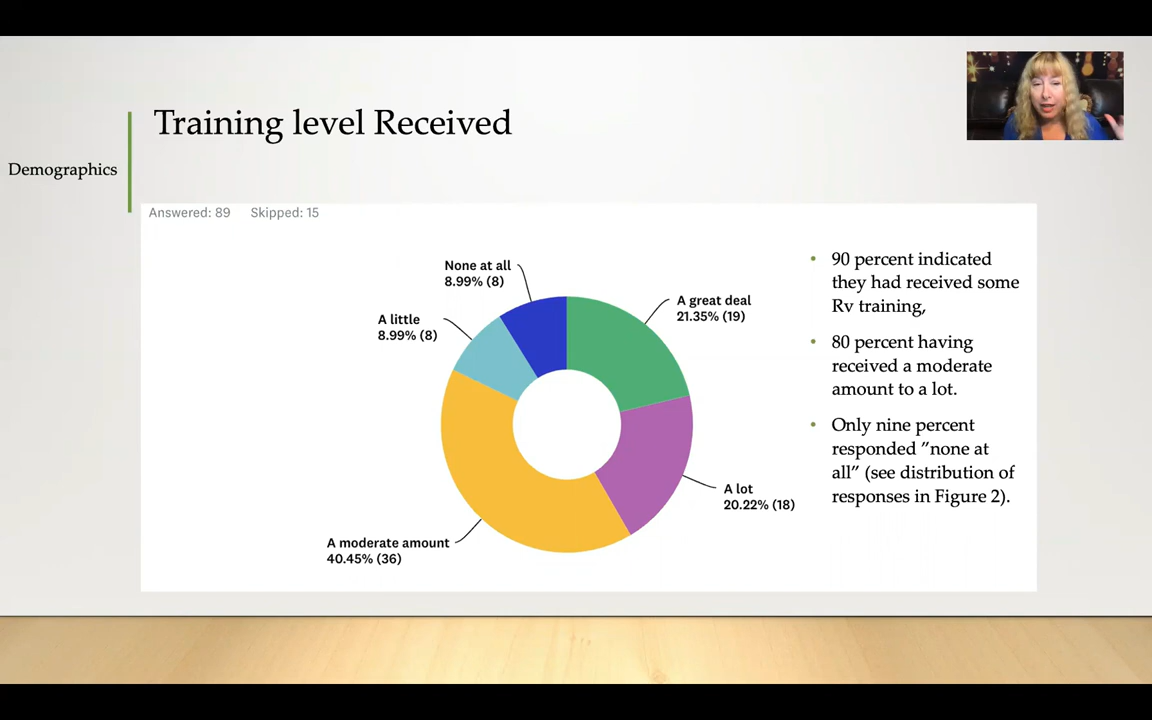 Training level Received
Demographics
Answered: 89 Skipped: 15
None at all
8.99% (8)
A great deal
21.35% (19)
A little
8.99% (8)
A lot
20.22% (18)
A moderate amount
40.45% (36)
• 90 percent indicated
they had received some
Rv training,
• 80 percent having
received a moderate
amount to a lot.
• Only nine percent
responded ”none at
all” (see distribution of
responses in Figure 2).